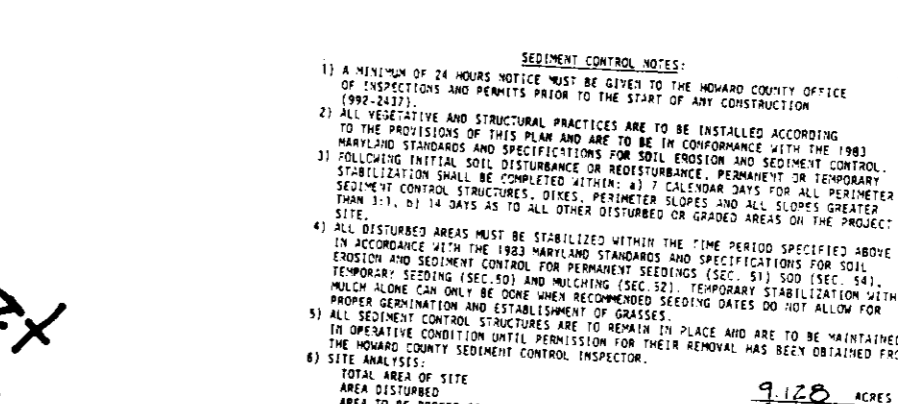 SEDIMENT CONTROL NOTES:
1) A MINIMUM OF 24 HOURS NOTICE MUST BE GIVEN TO THE HOWARD COUNTY OFFICE
OF INSPECTIONS AND PERMITS PRIOR TO THE START OF ANY CONSTRUCTION
(992-2437).
2) ALL VEGETATIVE AND STRUCTURAL PRACTICES ARE TO BE INSTALLED ACCORDING
TO THE PROVISIONS OF THIS PLAN AND ARE TO BE IN CONFORMANCE WITH THE 1983
MARYLAND STANDARDS AND SPECIFICATIONS FOR SOIL EROSION AND SEDIMENT CONTROL.
3) FOLLOWING INITIAL SOIL DISTURBANCE OR REDISTURBANCE, PERMANENT OR TEMPORARY
STABILIZATION SHALL BE COMPLETED WITHIN: a) 7 CALENDAR DAYS FOR ALL PERIMETER
SEDIMENT CONTROL STRUCTURES, DIKES, PERIMETER SLOPES AND ALL SLOPES GREATER
THAN 3:1, b) 14 DAYS AS TO ALL OTHER DISTURBED OR GRADED AREAS ON THE PROJECT
SITE.
4) ALL DISTURBED AREAS MUST BE STABILIZED WITHIN THE TIME PERIOD SPECIFIED ABOVE
IN ACCORDANCE WITH THE 1983 MARYLAND STANDARDS AND SPECIFICATIONS FOR SOIL
EROSION AND SEDIMENT CONTROL FOR PERMANENT SEEDINGS (SEC. 51) SOD (SEC. 54),
TEMPORARY SEEDING (SEC.50) AND MULCHING (SEC.52). TEMPORARY STABILIZATION WITH
MULCH ALONE CAN ONLY BE DONE WHEN RECOMMENDED SEEDING DATES DO NOT ALLOW FOR
PROPER GERMINATION AND ESTABLISHMENT OF GRASSES.
5) ALL SEDIMENT CONTROL STRUCTURES ARE TO REMAIN IN PLACE AND ARE TO BE MAINTAINED
IN OPERATIVE CONDITION UNTIL PERMISSION FOR THEIR REMOVAL HAS BEEN OBTAINED FRO
THE HOWARD COUNTY SEDIMENT CONTROL INSPECTOR.
6) SITE ANALYSIS:
TOTAL AREA OF SITE 9.128 ACRES
AREA DISTURBED
AREA TO BE